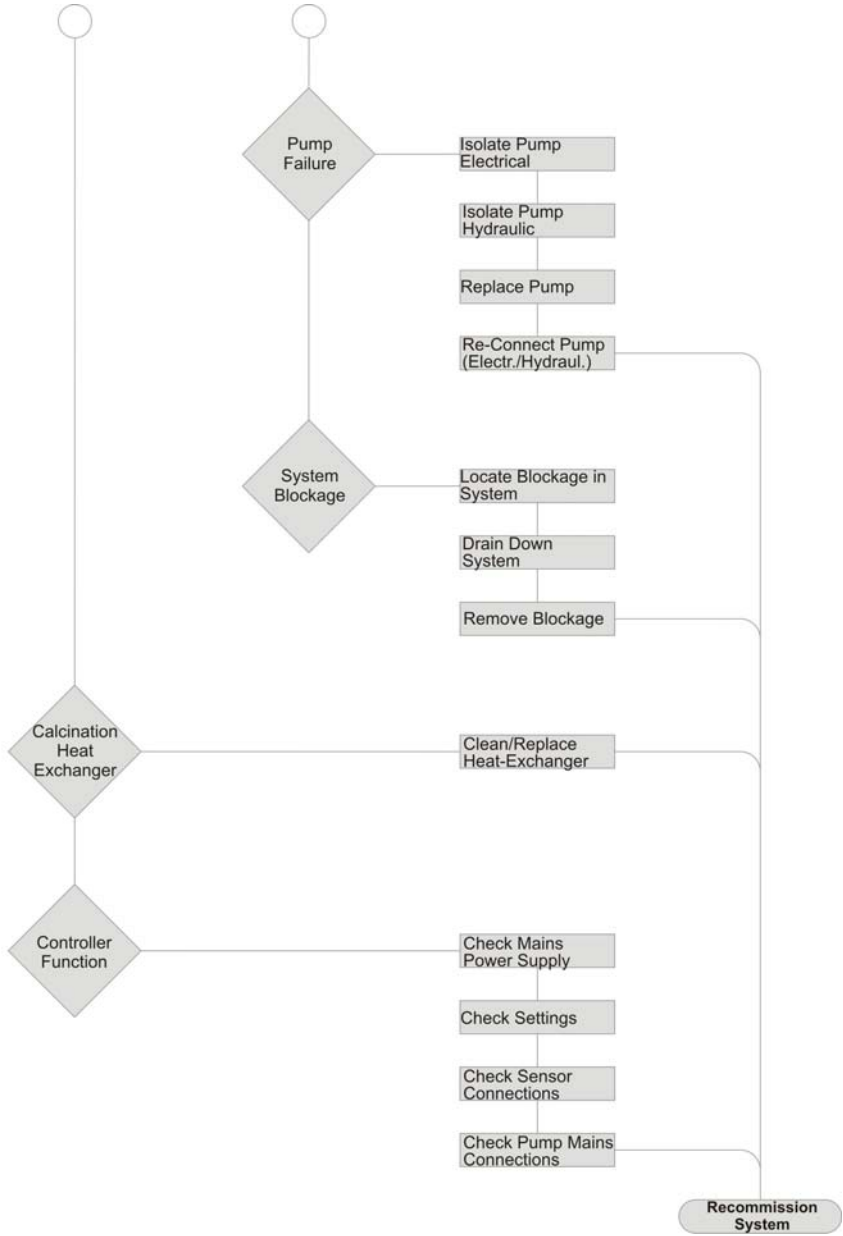 Pump
Failure
Isolate Pump
Electrical
Isolate Pump
Hydraulic
Replace Pump
Re-Connect Pump
(Electr./Hydraul.)
System
Blockage
Locate Blockage in
System
Drain Down
System
Remove Blockage
Calcination
Heat
Exchanger
Clean/Replace
Heat-Exchanger
Controller
Function
Check Mains
Power Supply
Check Settings
Check Sensor
Connections
Check Pump Mains
Connections
Recommission
System